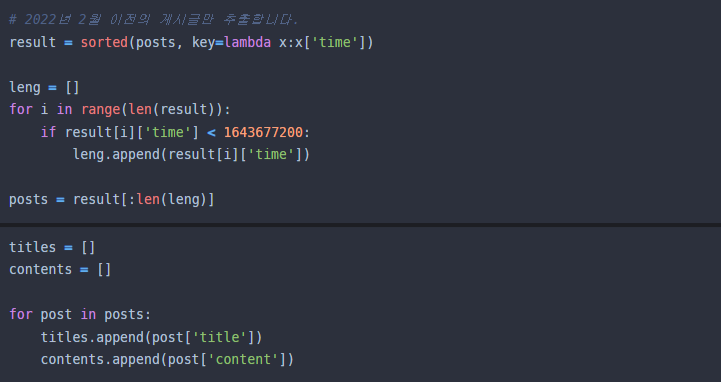 # 2022년 2월 이전의 게시글만 추출합니다.
result = sorted(posts, key=lambda x:x['time'])
leng = []
for i in range(len(result)):
    if result[i]['time'] < 1643677200:
        leng.append(result[i]['time'])
posts = result[:len(leng)]
titles = []
contents = []
for post in posts:
    titles.append(post['title'])
    contents.append(post['content'])